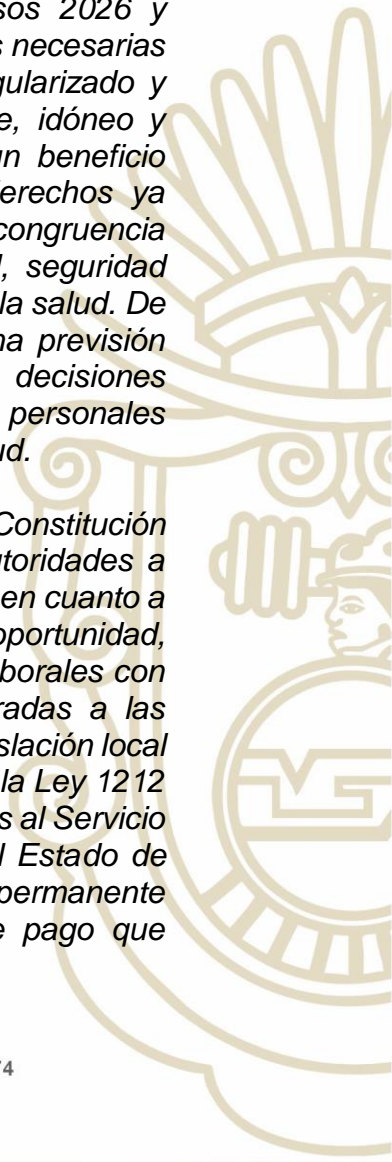 sos 2026 y
s necesarias
gularizado y
e, idóneo y
un beneficio
erechos ya
congruencia
l, seguridad
la salud. De
na previsión
decisiones
personales
ud.
Constitución
utoridades a
en cuanto a
oportunidad,
borales con
radas a las
islación local
la Ley 1212
s al Servicio
l Estado de
permanente
e pago que
74